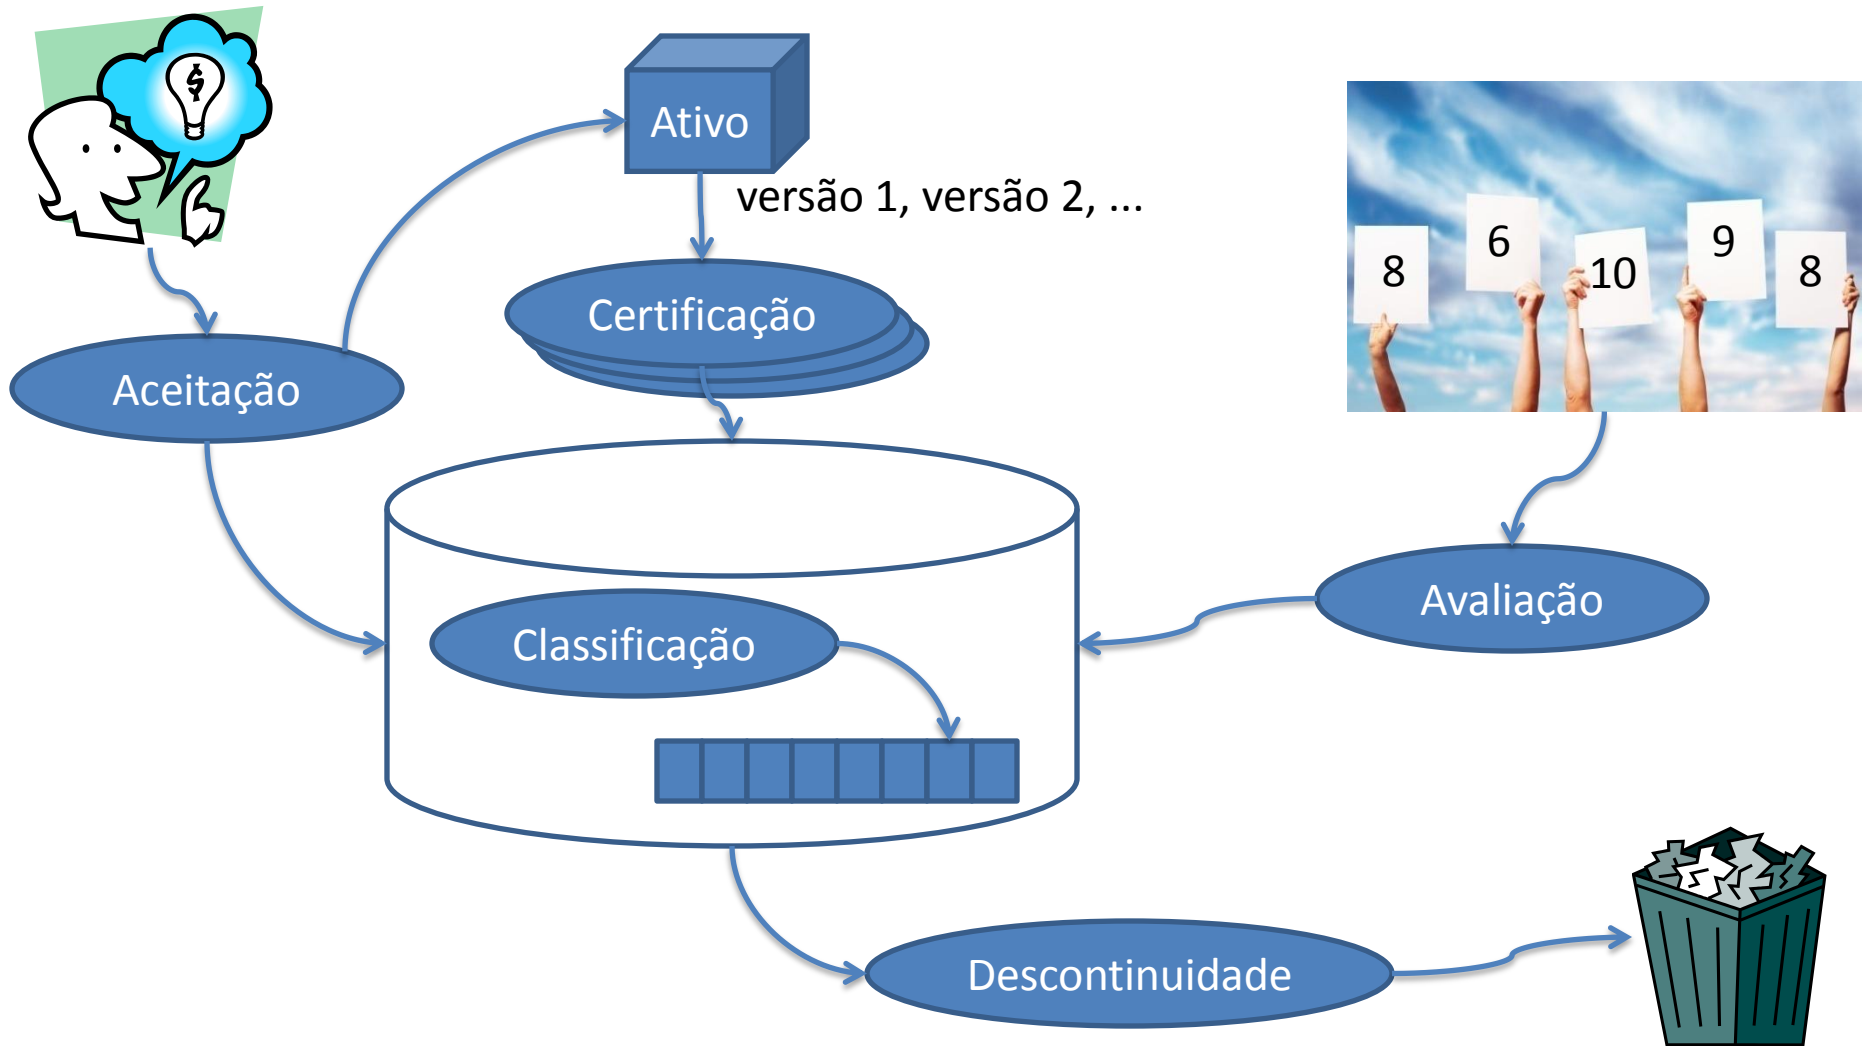 $
Ativo
versão 1, versão 2, ...
8
6
10
9
8
Certificação
Aceitação
Avaliação
Classificação
Descontinuidade